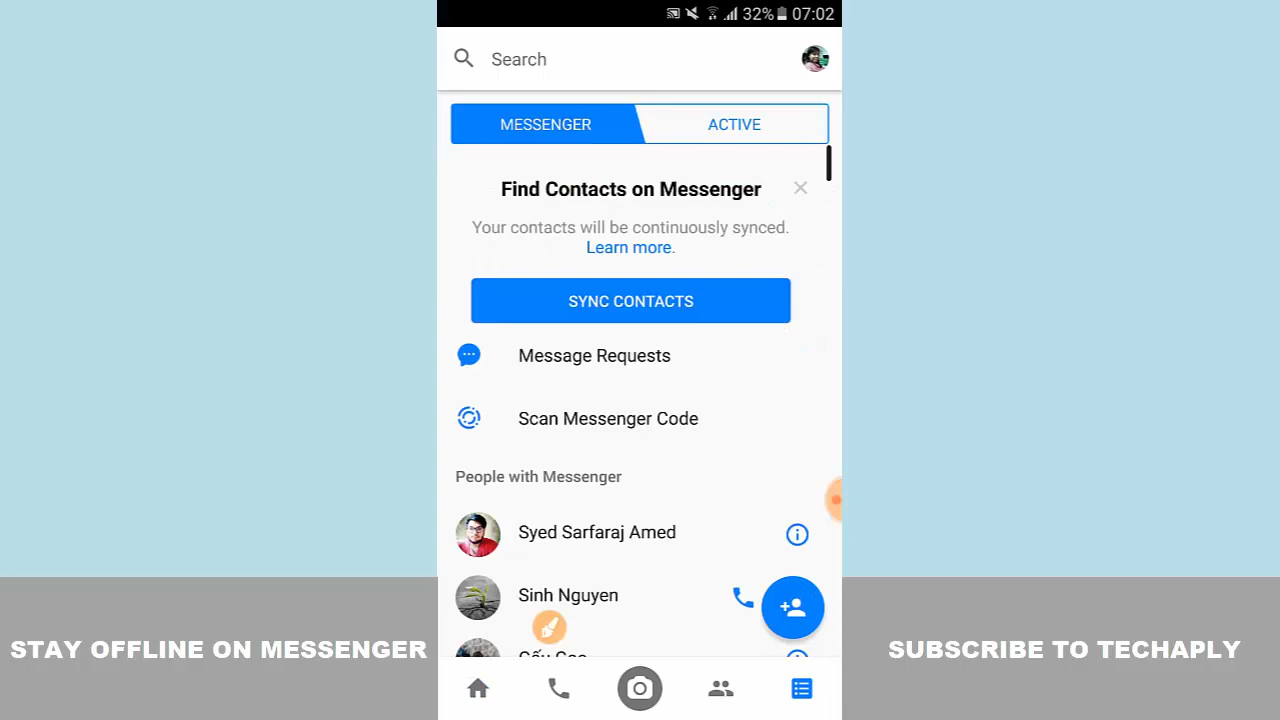 32% 07:02
Search
MESSENGER ACTIVE
Find Contacts on Messenger
Your contacts will be continuously synced.
Learn more.
SYNC CONTACTS
Message Requests
Scan Messenger Code
People with Messenger
Syed Sarfaraj Amed
Sinh Nguyen
STAY OFFLINE ON MESSENGER
SUBSCRIBE TO TECHAPLY